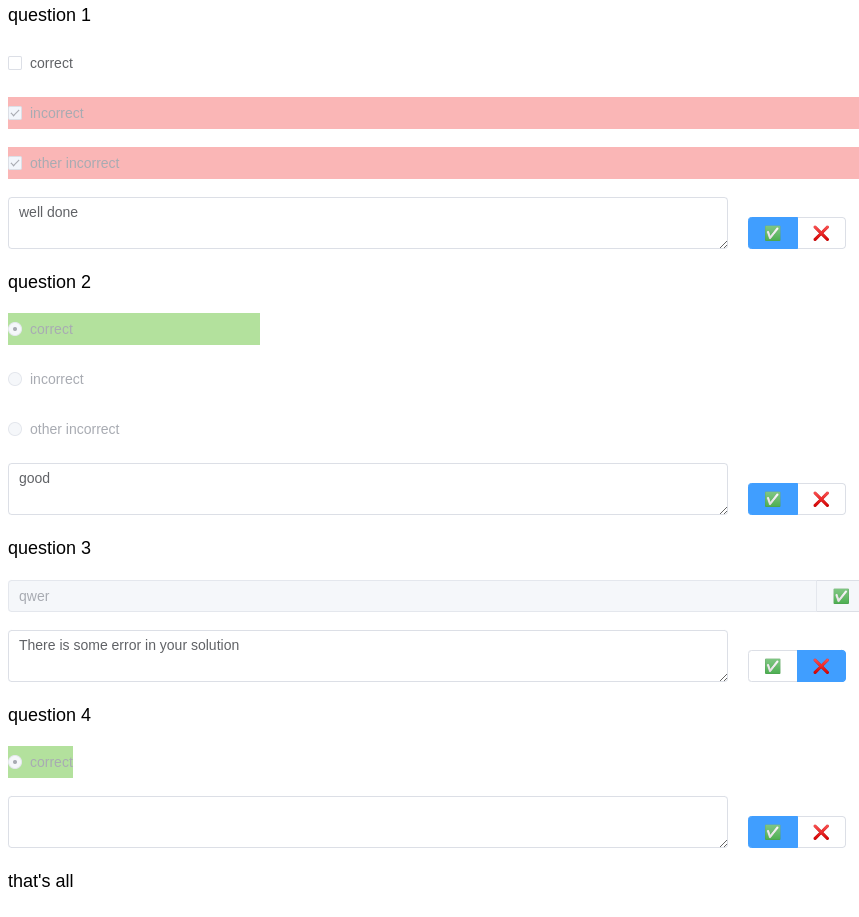 question 1
correct
incorrect
other incorrect
well done
question 2
correct
incorrect
other incorrect
good
question 3
qwer
There is some error in your solution
question 4
correct
that's all